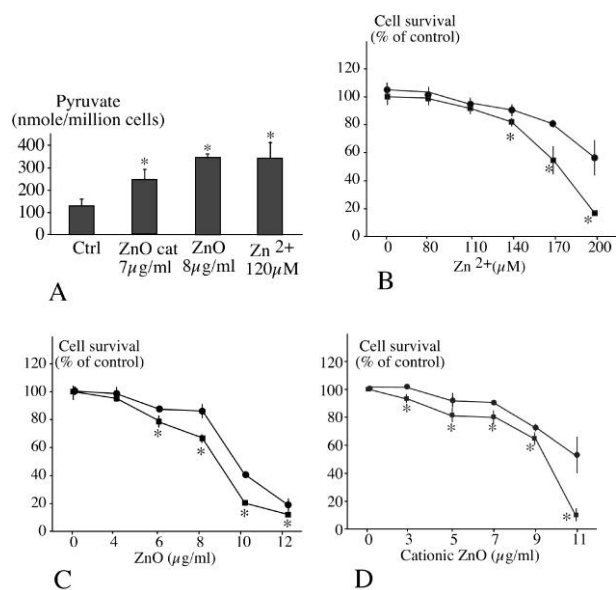 Pyruvate
(nmole/million cells)
400
300
200
100
0
*
*
*
Ctrl
ZnO cat
7µg/ml
ZnO
8µg/ml
Zn 2+
120µM
A
Cell survival
(% of control)
120
100
80
60
40
20
0
*
*
*
0 80 110 140 170 200
Zn 2+(µM)
B
Cell survival
(% of control)
120
100
80
60
40
20
0
*
*
*
*
0 4 6 8 10 12
ZnO (µg/ml)
C
Cell survival
(% of control)
120
100
80
60
40
20
0
*
*
*
*
*
0 3 5 7 9 11
Cationic ZnO (µg/ml)
D